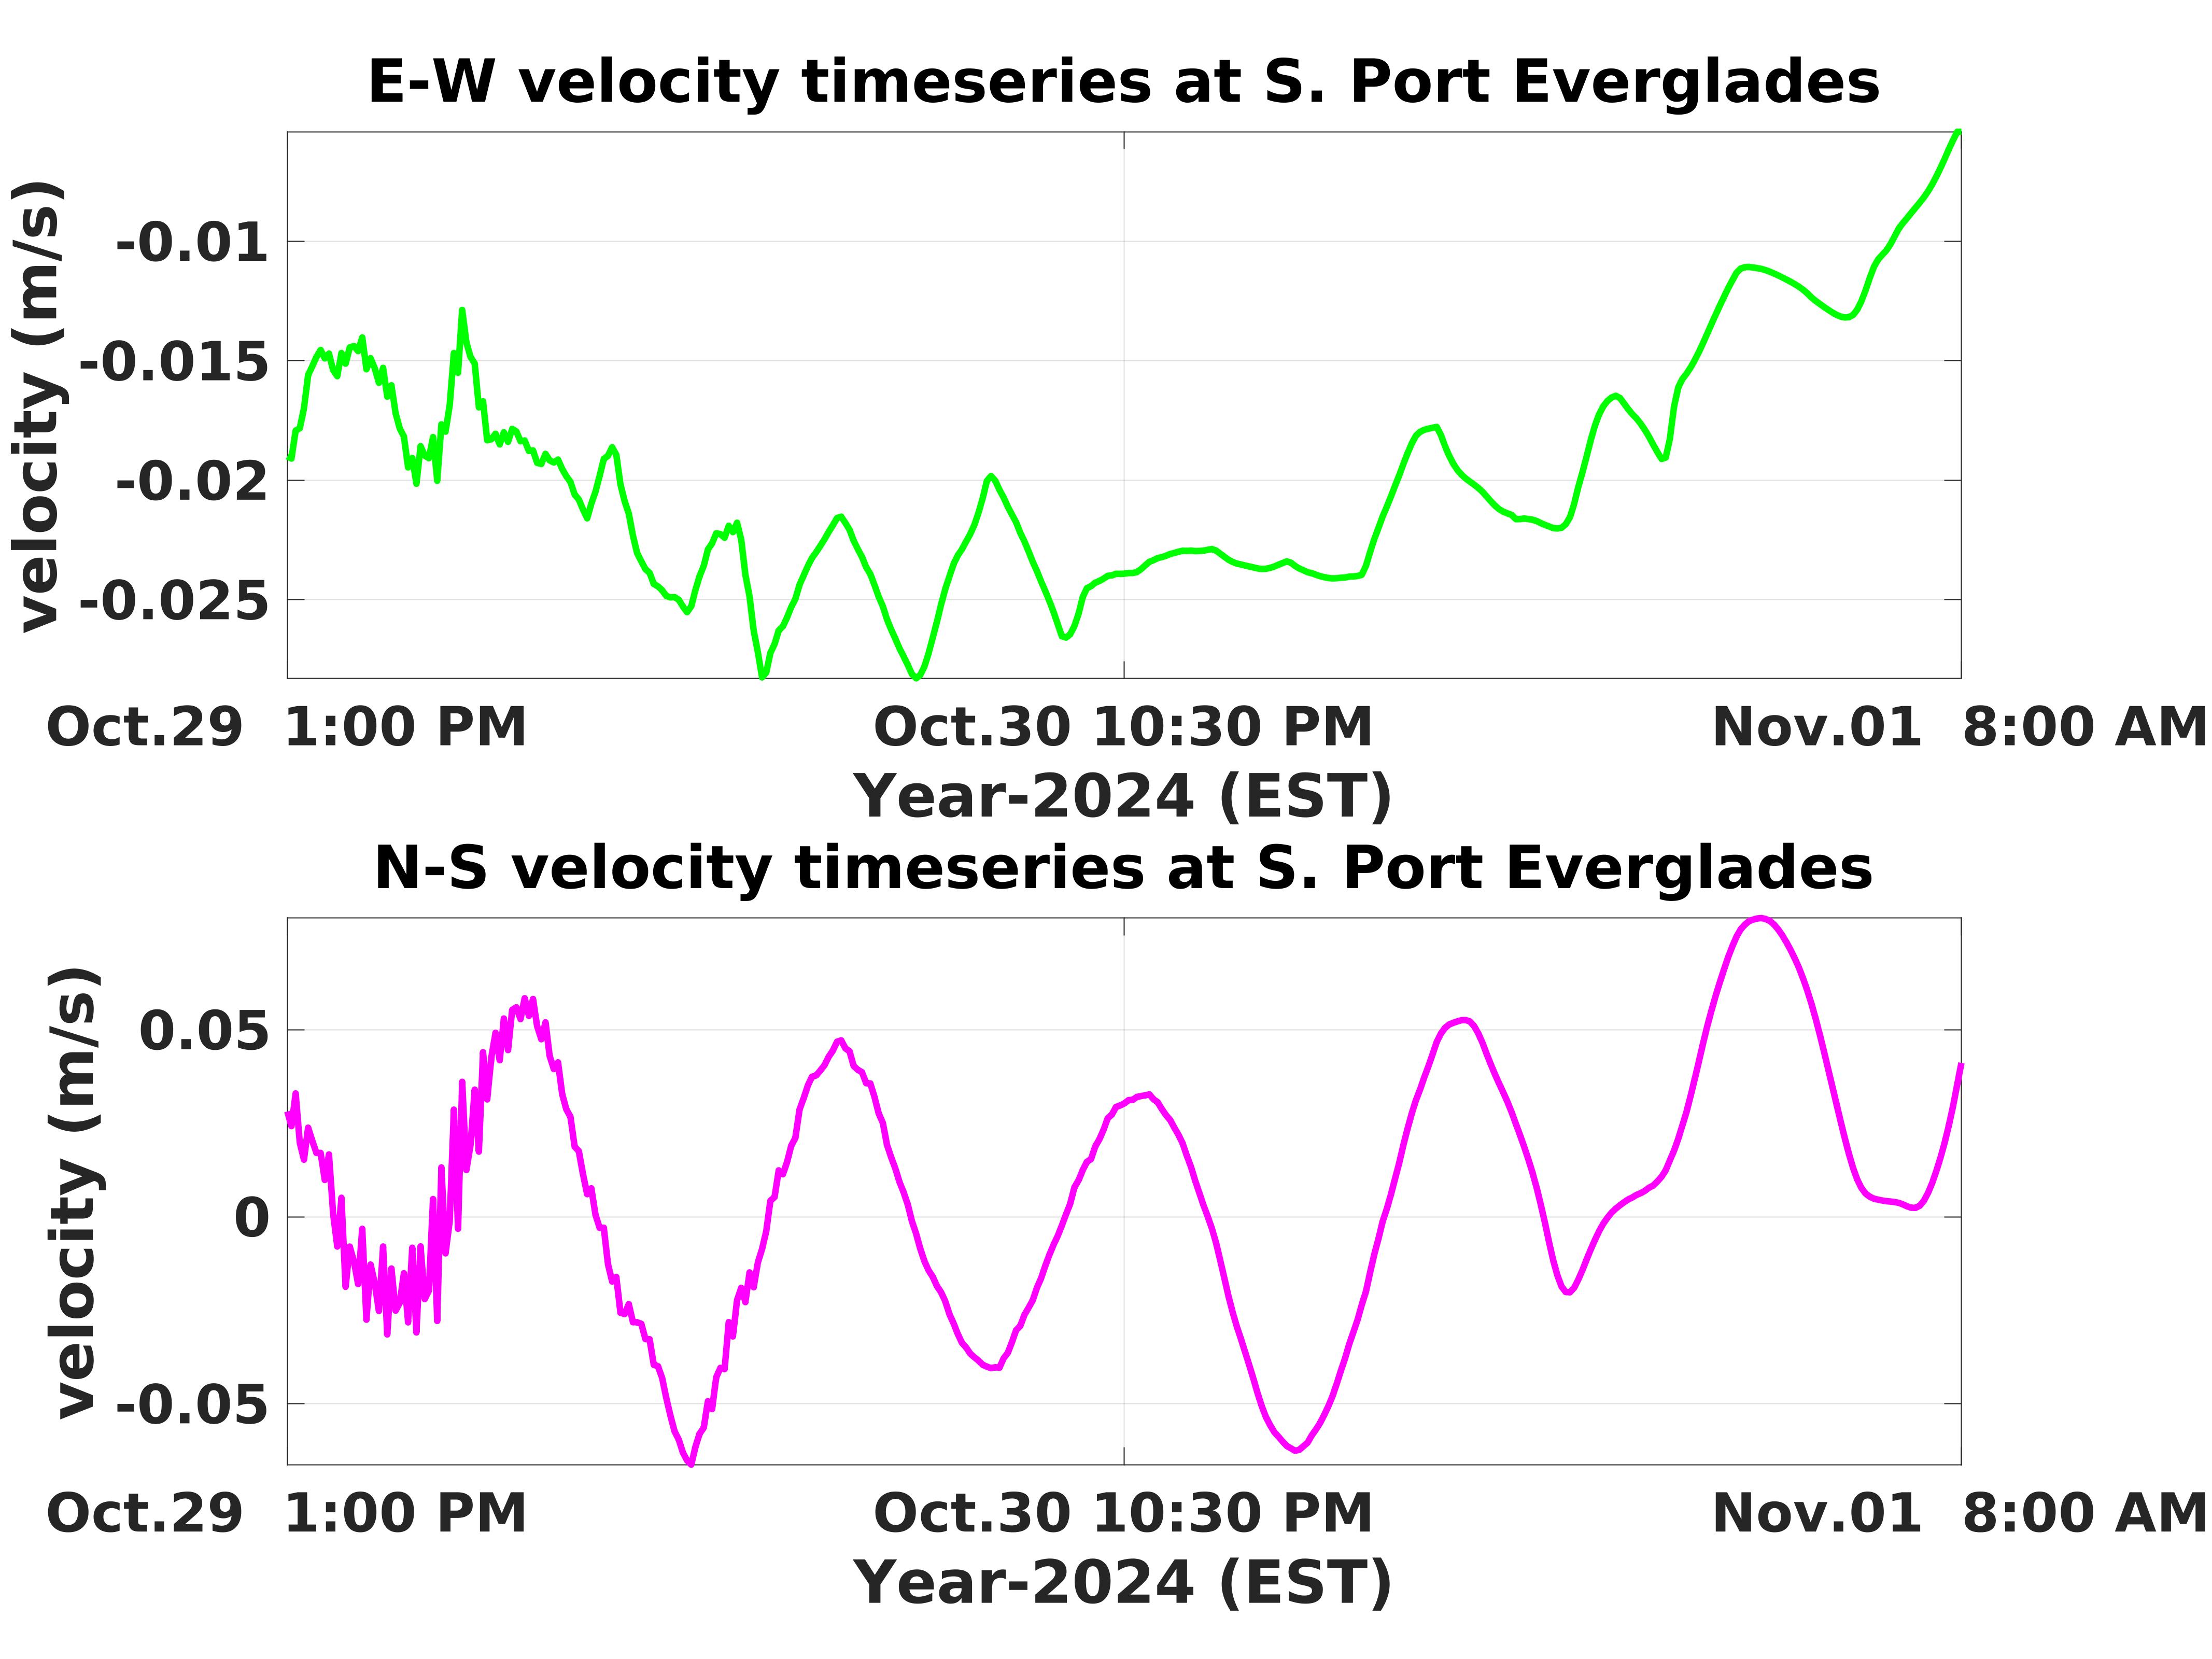 E-W velocity timeseries at S. Port Everglades
velocity (m/s)
-0.01
-0.015
-0.02
-0.025
Oct.29  1:00 PM Oct.30 10:30 PM Nov.01  8:00 AM
Year-2024 (EST)
N-S velocity timeseries at S. Port Everglades
velocity (m/s)
0.05
0
-0.05
Oct.29  1:00 PM Oct.30 10:30 PM Nov.01  8:00 AM
Year-2024 (EST)